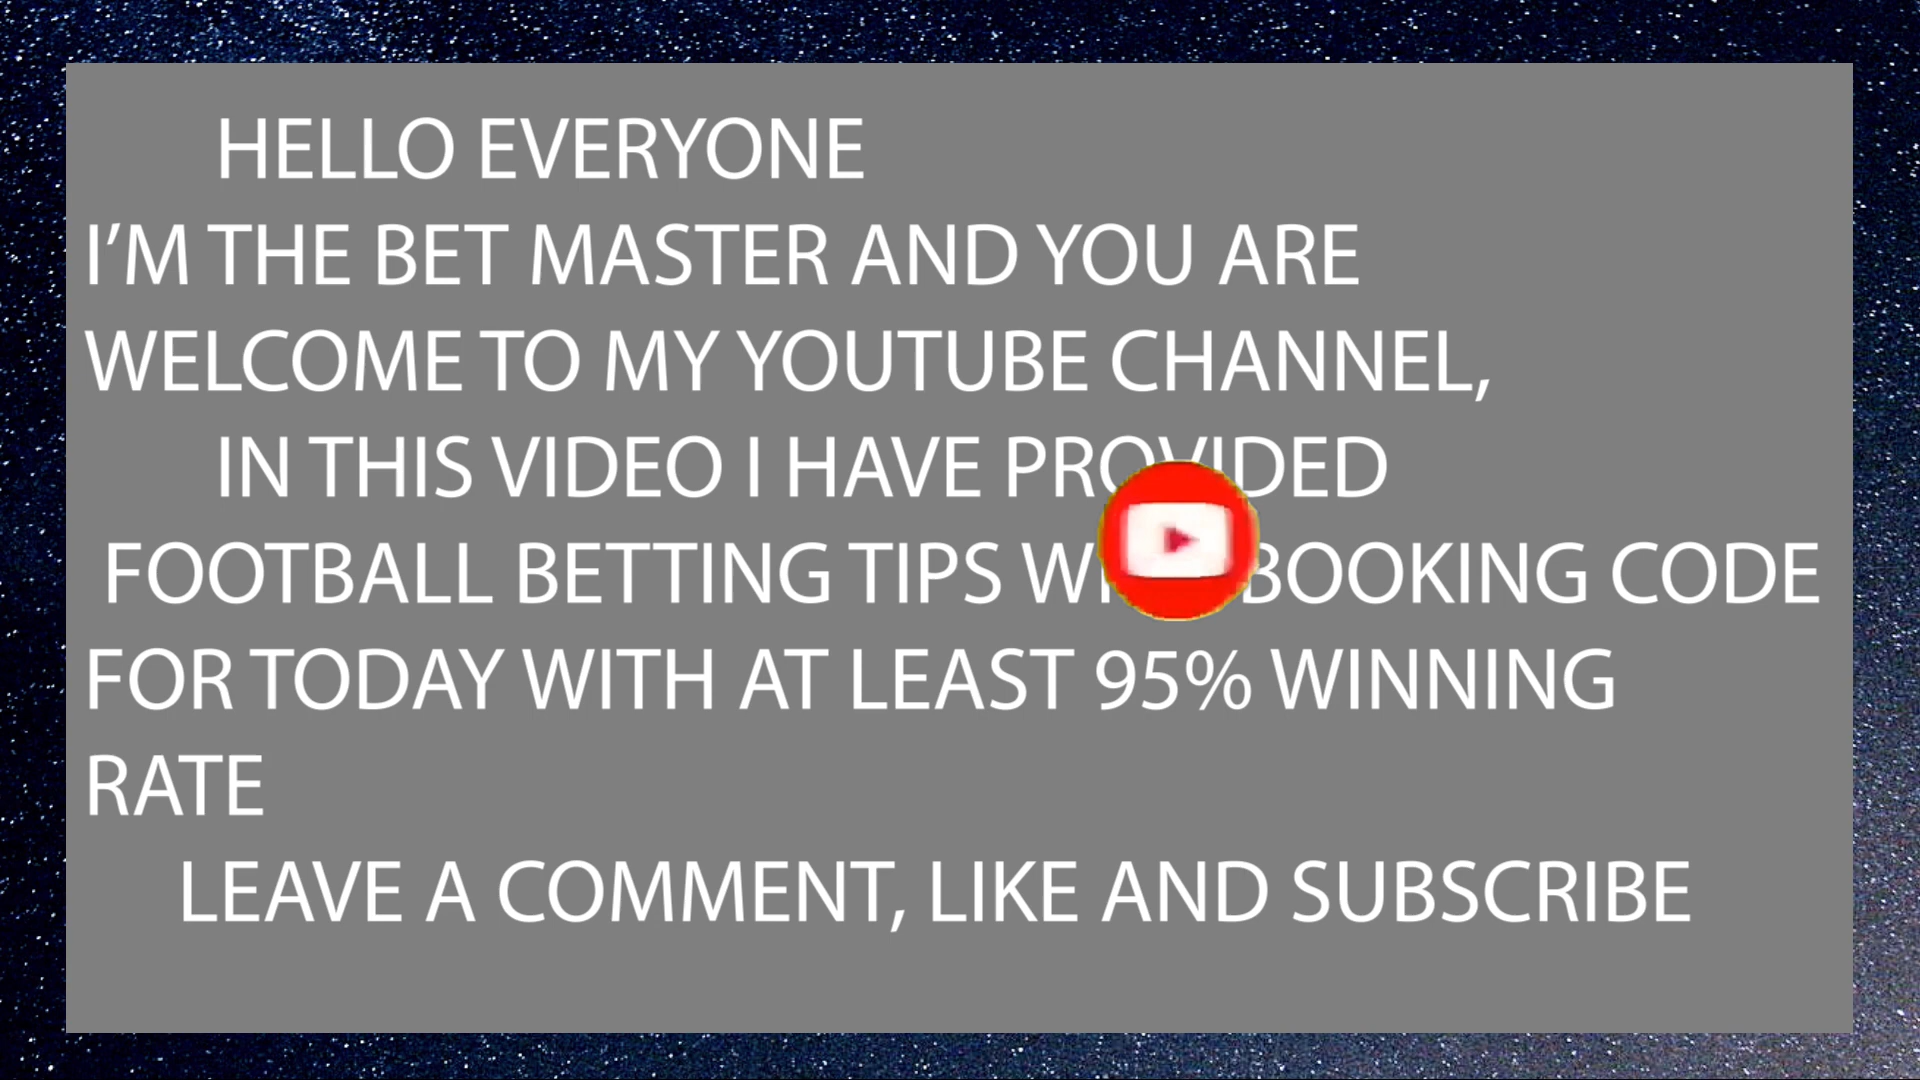 HELLO EVERYONE
I'M THE BET MASTER AND YOU ARE
WELCOME TO MY YOUTUBE CHANNEL,
IN THIS VIDEO I HAVE PROVIDED
FOOTBALL BETTING TIPS BOOKING CODE
FOR TODAY WITH AT LEAST 95% WINNING
RATE
LEAVE A COMMENT, LIKE AND SUBSCRIBE